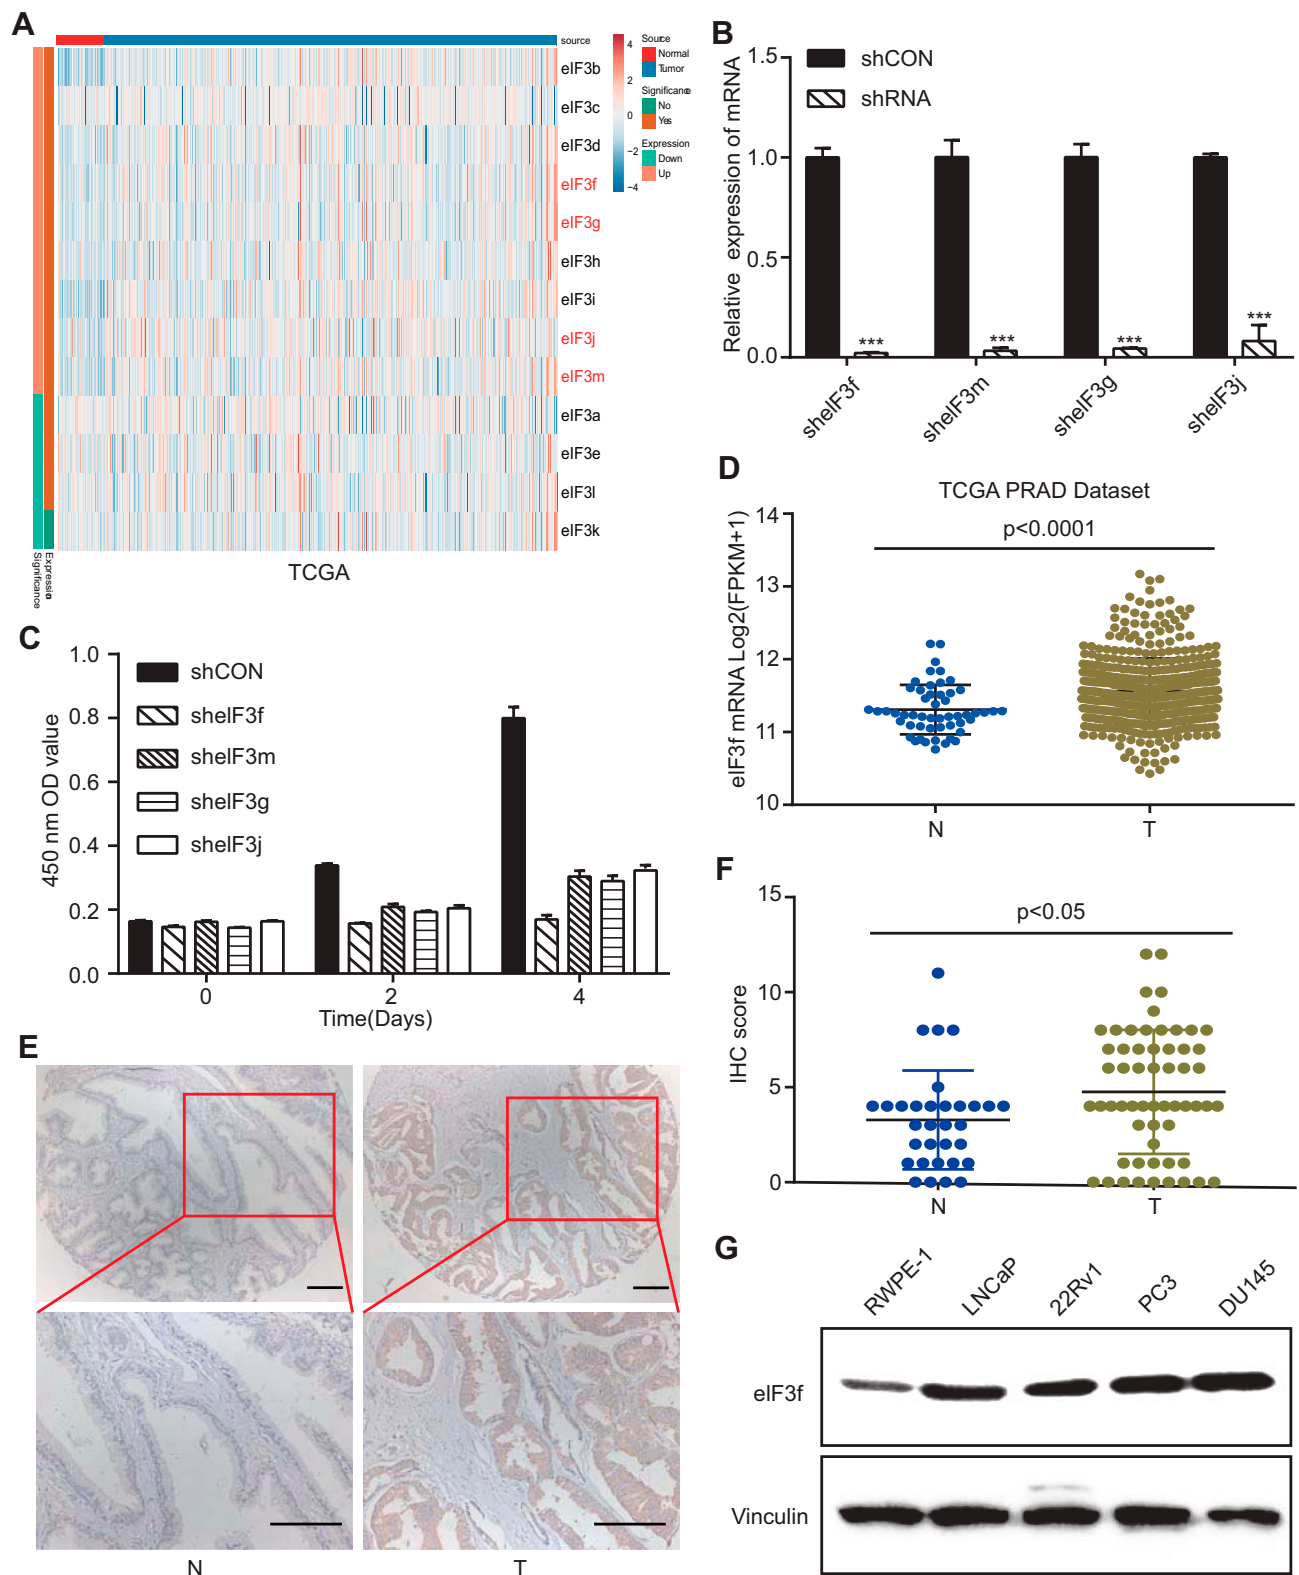 A
source
eIF3b
eIF3c
eIF3d
eIF3f
eIF3g
eIF3h
eIF3i
eIF3j
eIF3m
eIF3a
eIF3e
eIF3l
eIF3k
4
2
0
−2
−4
Source
Normal
Tumor
Significance
No
Yes
Expression
Down
Up
Significance
Expression
TCGA
B
Relative expression of mRNA
1.5
1.0
0.5
0.0
shCON
shRNA
***
***
***
***
sheIF3f
sheIF3m
sheIF3g
sheIF3j
C
450 nm OD value
1.0
0.8
0.6
0.4
0.2
0.0
shCON
sheIF3f
sheIF3m
sheIF3g
sheIF3j
0
2
4
Time(Days)
D
TCGA PRAD Dataset
p<0.0001
eIF3f mRNA Log2(FPKM+1)
14
13
12
11
10
N
T
E
N
T
F
p<0.05
IHC score
15
10
5
0
N
T
G
RWPE-1
LNCaP
22Rv1
PC3
DU145
eIF3f
Vinculin